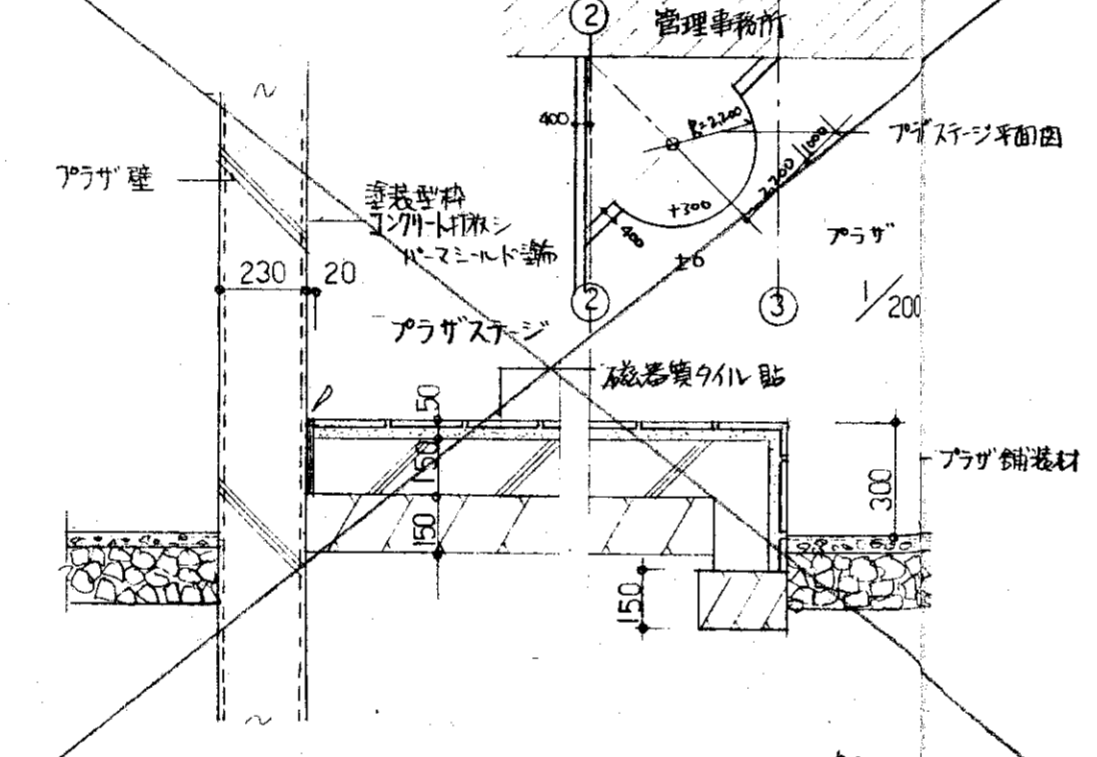 2
管理事務所
400
R=2,200
プラザステージ平面図
2,200
1000
プラザ壁
塗装型枠
コンクリート打放シ
パーマシールド塗布
+300
400
プラザ
±0
230
20
2
3
1/200
プラザステージ
磁器質タイル貼
50
150
150
プラザ舗装材
300
150